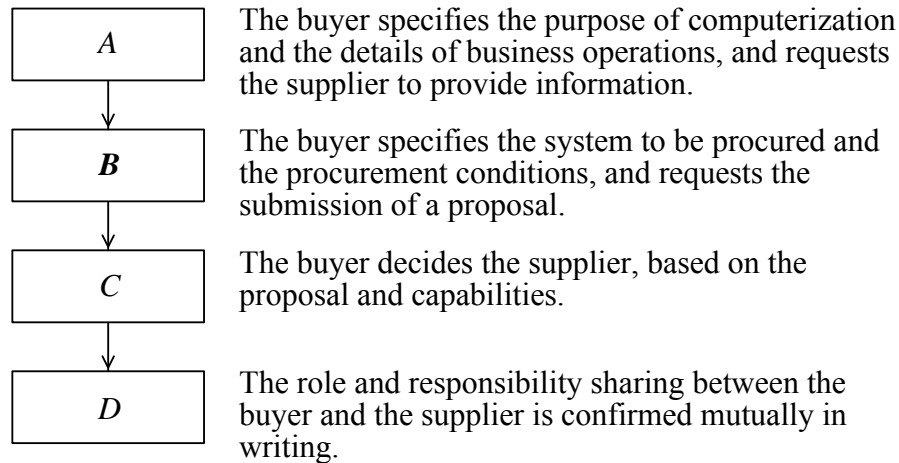 A
The buyer specifies the purpose of computerization
and the details of business operations, and requests
the supplier to provide information.
B
The buyer specifies the system to be procured and
the procurement conditions, and requests the
submission of a proposal.
C
The buyer decides the supplier, based on the
proposal and capabilities.
D
The role and responsibility sharing between the
buyer and the supplier is confirmed mutually in
writing.